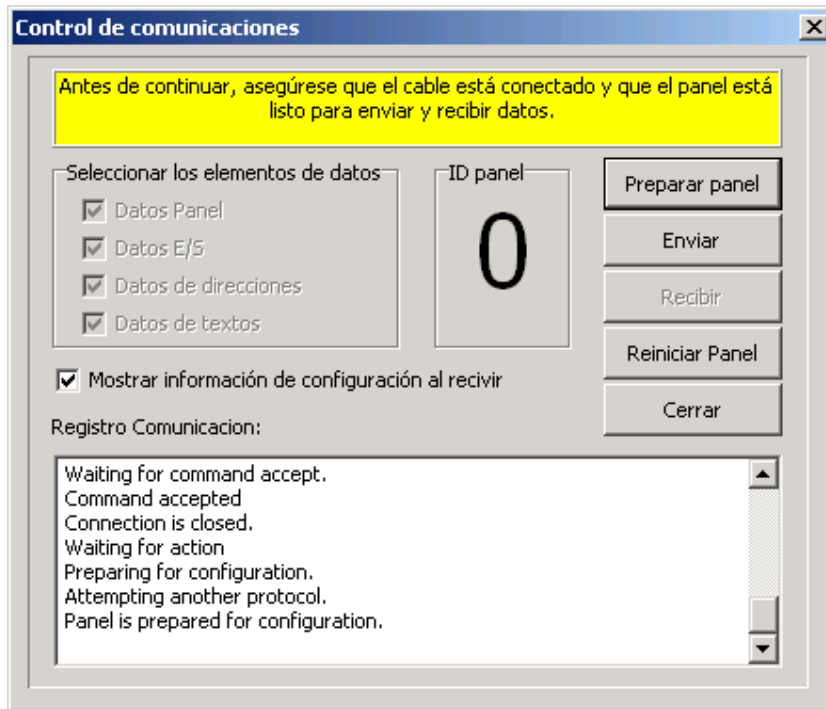 Control de comunicaciones
Antes de continuar, asegúrese que el cable está conectado y que el panel está
listo para enviar y recibir datos.
Seleccionar los elementos de datos
Datos Panel
Datos E/S
Datos de direcciones
Datos de textos
ID panel
0
Preparar panel
Enviar
Recibir
Reiniciar Panel
Cerrar
Mostrar información de configuración al recivir
Registro Comunicacion:
Waiting for command accept.
Command accepted
Connection is closed.
Waiting for action
Preparing for configuration.
Attempting another protocol.
Panel is prepared for configuration.